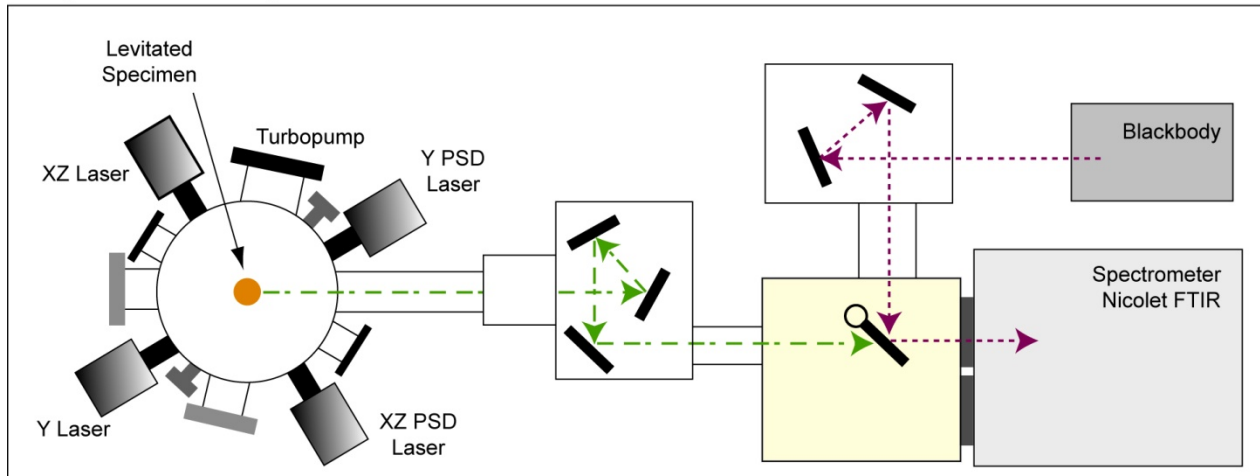 Levitated
Specimen
XZ Laser
Turbopump
Y PSD
Laser
Y Laser
XZ PSD
Laser
Blackbody
Spectrometer
Nicolet FTIR